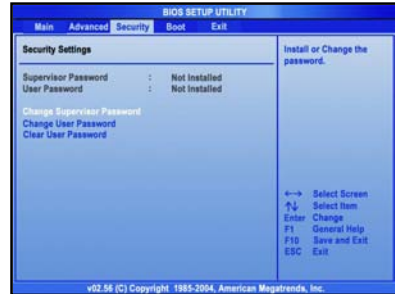 BIOS SETUP UTILITY
Main Advanced Security Boot Exit
Security Settings
Supervisor Password : Not Installed
User Password : Not Installed
Change Supervisor Password
Change User Password
Clear User Password
Install or Change the
password.
←→ Select Screen
↑↓ Select Item
Enter Change
F1 General Help
F10 Save and Exit
ESC Exit
v02.56 (C) Copyright 1985-2004, American Megatrends, Inc.